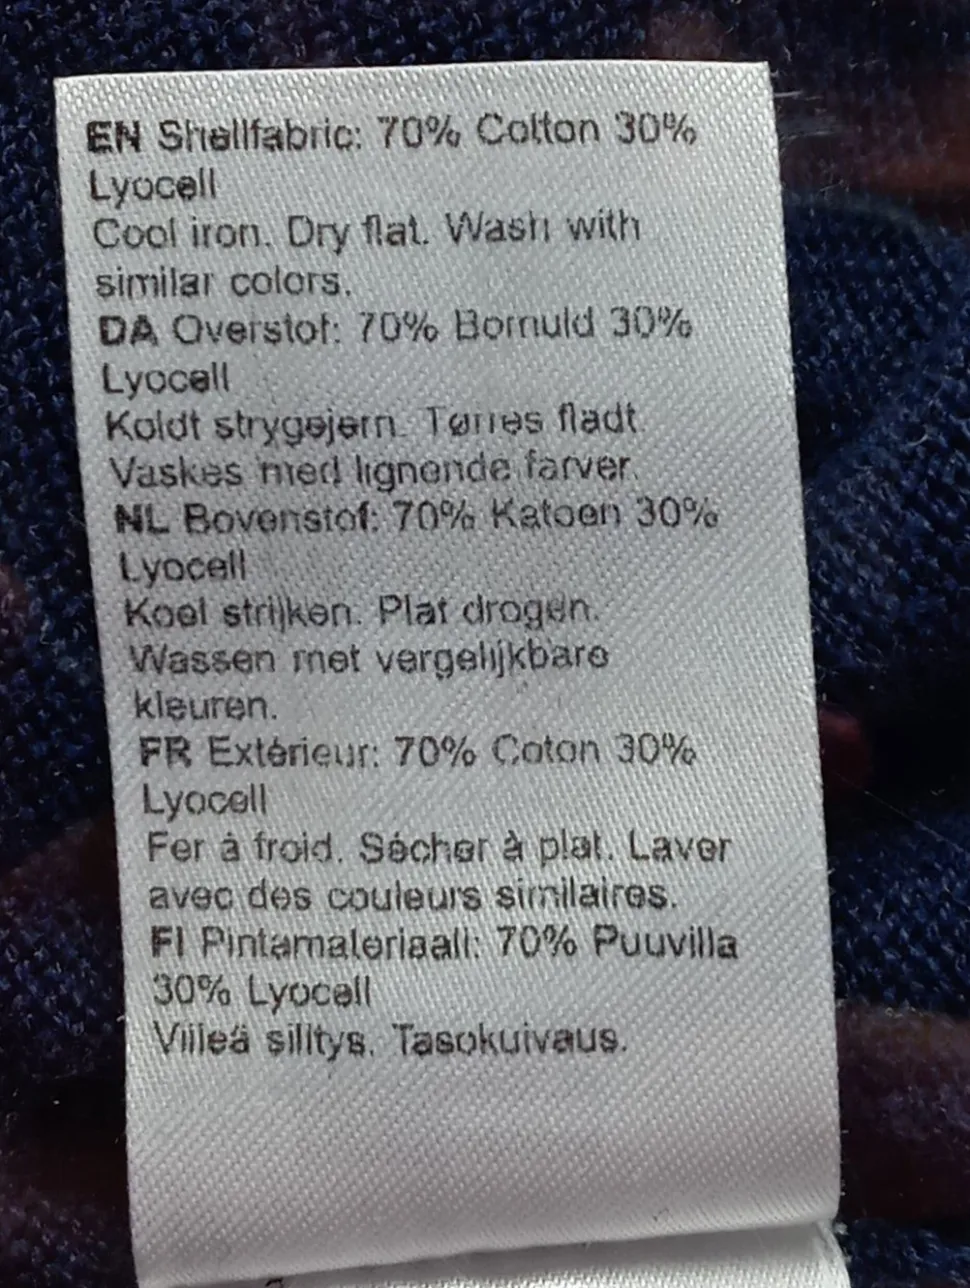 EN Shellfabric: 70% Cotton 30%
Lyocell
Cool iron. Dry flat. Wash with
similar colors.
DA Overstof: 70% Bomuld 30%
Lyocell
Koldt strygejern. Tørres fladt.
Vaskes med lignende farver.
NL Bovenstof: 70% Katoen 30%
Lyocell
Koel strijken. Plat drogen.
Wassen met vergelijkbare
kleuren.
FR Extérieur: 70% Coton 30%
Lyocell
Fer à froid. Sécher à plat. Laver
avec des couleurs similaires.
FI Pintamateriaali: 70% Puuvilla
30% Lyocell
Viileä silitys. Tasokuivaus.